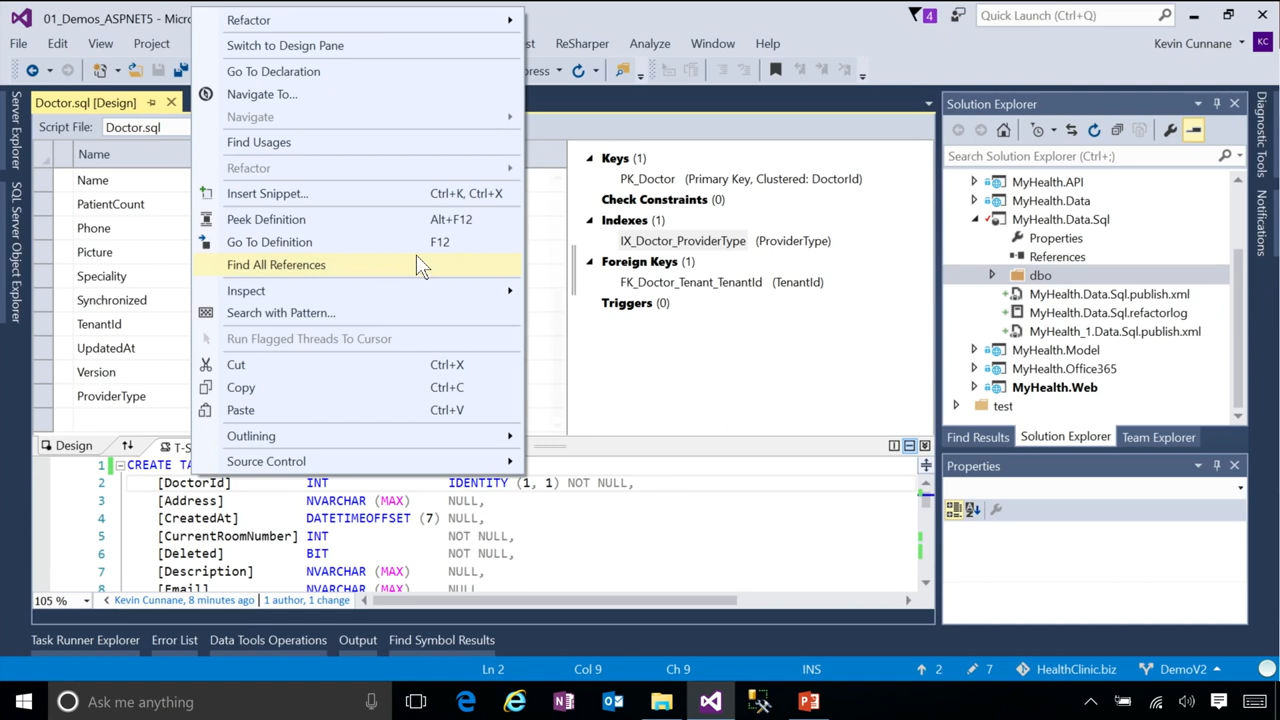 01_Demos_ASPNET5 - Micro
4
Quick Launch (Ctrl+Q)
File Edit View Project
ReSharper Analyze Window Help
Kevin Cunnane
KC
Doctor.sql [Design]
Script File: Doctor.sql
Server Explorer
SQL Server Object Explorer
Name
Name
PatientCount
Phone
Picture
Speciality
Synchronized
TenantId
UpdatedAt
Version
ProviderType
Refactor
Switch to Design Pane
Go To Declaration
Navigate To...
Navigate
Find Usages
Refactor
Insert Snippet... Ctrl+K, Ctrl+X
Peek Definition Alt+F12
Go To Definition F12
Find All References
Inspect
Search with Pattern...
Run Flagged Threads To Cursor
Cut Ctrl+X
Copy Ctrl+C
Paste Ctrl+V
Outlining
Source Control
Keys (1)
PK_Doctor (Primary Key, Clustered: DoctorId)
Check Constraints (0)
Indexes (1)
IX_Doctor_ProviderType (ProviderType)
Foreign Keys (1)
FK_Doctor_Tenant_TenantId (TenantId)
Triggers (0)
Solution Explorer
Search Solution Explorer (Ctrl+;)
MyHealth.API
MyHealth.Data
MyHealth.Data.Sql
Properties
References
dbo
MyHealth.Data.Sql.publish.xml
MyHealth.Data.Sql.refactorlog
MyHealth_1.Data.Sql.publish.xml
MyHealth.Model
MyHealth.Office365
MyHealth.Web
test
Find Results Solution Explorer Team Explorer
Properties
Diagnostic Tools
Notifications
Design T-S
1 CREATE TA
2 [DoctorId] INT IDENTITY (1, 1) NOT NULL,
3 [Address] NVARCHAR (MAX) NULL,
4 [CreatedAt] DATETIMEOFFSET (7) NULL,
5 [CurrentRoomNumber] INT NOT NULL,
6 [Deleted] BIT NOT NULL,
7 [Description] NVARCHAR (MAX) NULL,
8 [Email] NVARCHAR (MAX) NULL,
105 % Kevin Cunnane, 8 minutes ago | 1 author, 1 change
Task Runner Explorer Error List Data Tools Operations Output Find Symbol Results
Ln 2 Col 9 Ch 9 INS 2 7 HealthClinic.biz DemoV2
Ask me anything